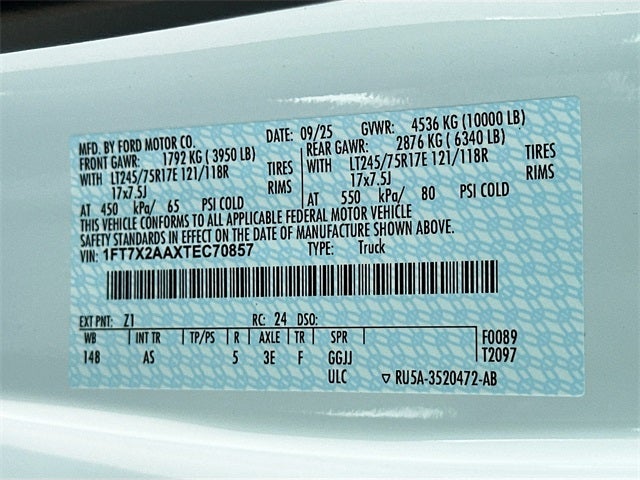 MFD. BY FORD MOTOR CO.
DATE: 09/25 GVWR: 4536 KG (10000 LB)
FRONT GAWR: 1792 KG ( 3950 LB)
REAR GAWR: 2876 KG ( 6340 LB)
WITH LT245/75R17E 121/118R TIRES
17x7.5J RIMS
WITH LT245/75R17E 121/118R TIRES
17x7.5J RIMS
AT 450 kPa/ 65 PSI COLD
AT 550 kPa/ 80 PSI COLD
THIS VEHICLE CONFORMS TO ALL APPLICABLE FEDERAL MOTOR VEHICLE
SAFETY STANDARDS IN EFFECT ON THE DATE OF MANUFACTURE SHOWN ABOVE.
VIN: 1FT7X2AAXTEC70857 TYPE: Truck
EXT PNT: Z1 RC: 24 DSO:
WB INT TR TP/PS R AXLE TR SPR F0089
148 AS 5 3E F GGJJ T2097
ULC ▽ RU5A-3520472-AB